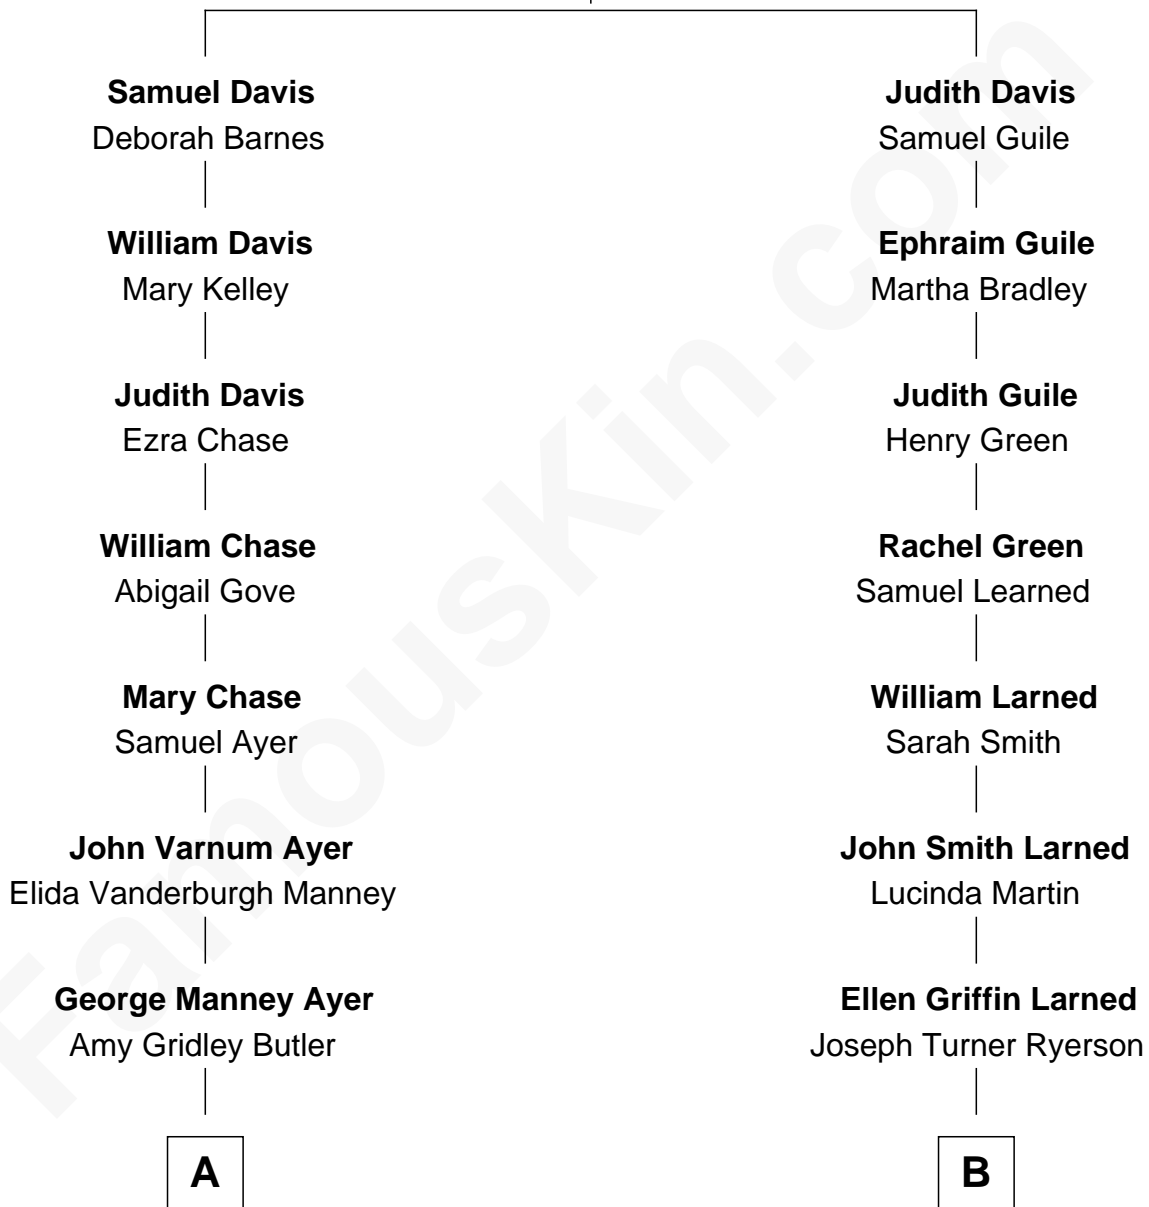 Samuel Davis
Deborah Barnes
William Davis
Mary Kelley
Judith Davis
Ezra Chase
William Chase
Abigail Gove
Mary Chase
Samuel Ayer
John Varnum Ayer
Elida Vanderburgh Manney
George Manney Ayer
Amy Gridley Butler
A
Judith Davis
Samuel Guile
Ephraim Guile
Martha Bradley
Judith Guile
Henry Green
Rachel Green
Samuel Learned
William Larned
Sarah Smith
John Smith Larned
Lucinda Martin
Ellen Griffin Larned
Joseph Turner Ryerson
B
FamousKin.com